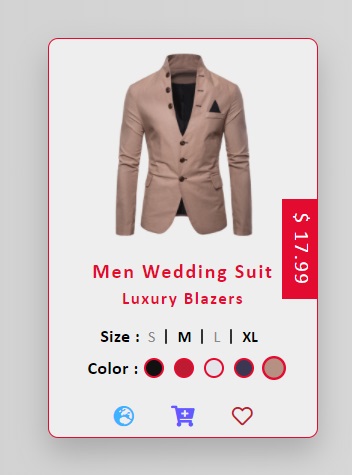 $ 17.99
Men Wedding Suit
Luxury Blazers
Size : S | M | L | XL
Color :